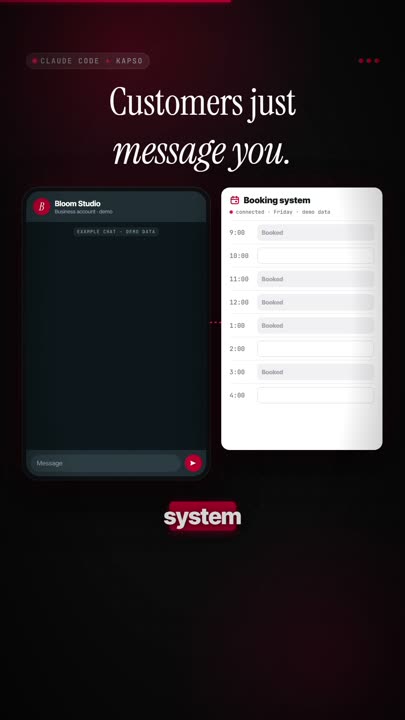 CLAUDE CODE + KAPSO
Customers just
message you.
B
Bloom Studio
Business account · demo
EXAMPLE CHAT · DEMO DATA
Message
Booking system
connected · Friday · demo data
9:00 Booked
10:00
11:00 Booked
12:00 Booked
1:00 Booked
2:00
3:00 Booked
4:00
system